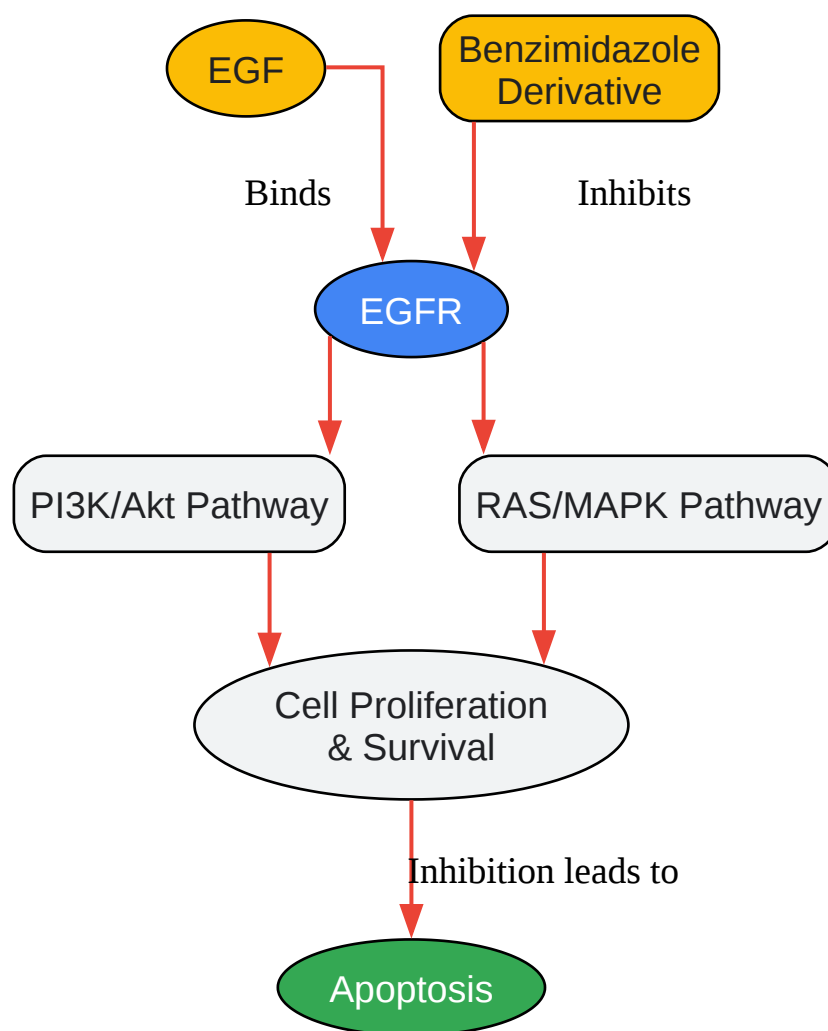 EGF
Benzimidazole
Derivative
Binds
Inhibits
EGFR
PI3K/Akt Pathway
RAS/MAPK Pathway
Cell Proliferation
& Survival
Inhibition leads to
Apoptosis